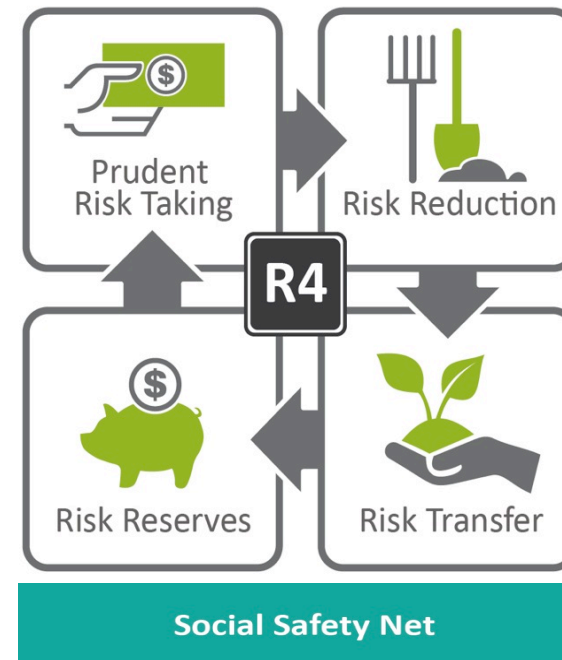 $
Prudent
Risk Taking
Risk Reduction
R4
$
Risk Reserves
Risk Transfer
Social Safety Net